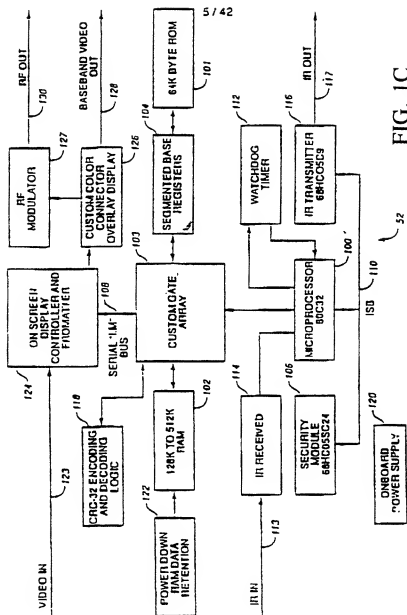 5 / 42
RF OUT
130
BASEBAND VIDEO
OUT
128
64K BYTE ROM
101
RF
MODULATOR
127
CUSTOM COLOR
CONNECTOR
OVERLAY DISPLAY
126
SEGMENTED BASE
REGISTERS
104
ON SCREEN
DISPLAY
CONTROLLER AND
FROMATTER
124
SERIAL "I.M."
BUS
108
CUSTOM GATE
ARRAY
103
CRC-32 ENCODING
AND DECODING
LOGIC
118
128K TO 512K
RAM
102
VIDEO IN
123
POWER DOWN
RAM DATA
RETENTION
122
IR OUT
117
IR TRANSMITTER
68HC05C9
116
WATCHDOG
TIMER
112
MICROPROCESSOR
80C32
100
ISB
110
52
IR RECEIVED
114
SECURITY MODULE
68HC05SC24
106
IR IN
113
ONBOARD
POWER SUPPLY
120
FIG. 1C